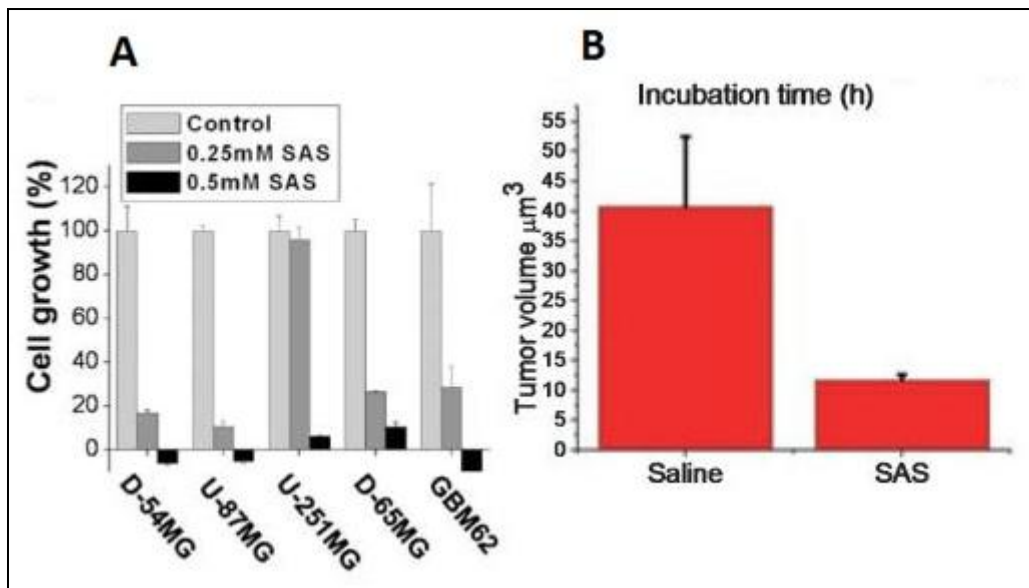 A
Control
0.25mM SAS
0.5mM SAS
Cell growth (%)
120
100
80
60
40
20
0
D-54MG
U-87MG
U-251MG
D-65MG
GBM62
B
Incubation time (h)
Tumor volume μm³
55
50
45
40
35
30
25
20
15
10
5
0
Saline
SAS